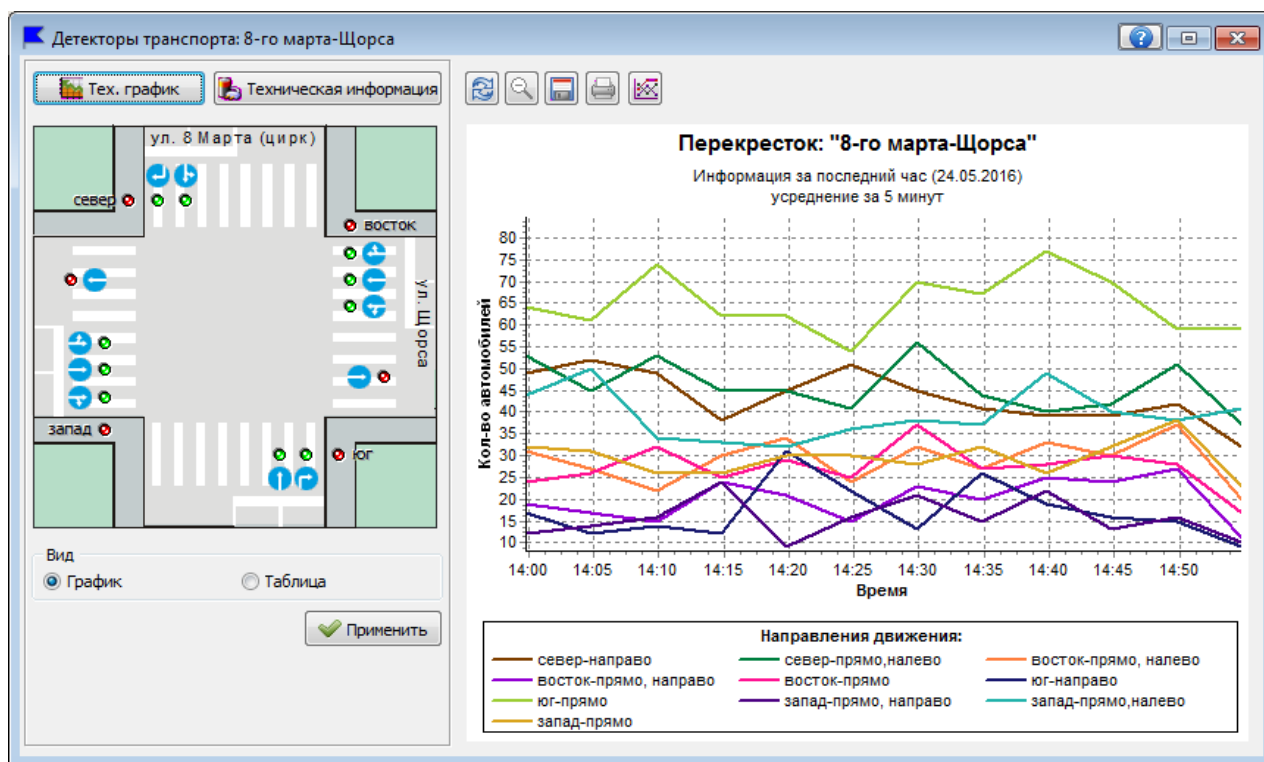 Детекторы транспорта: 8-го марта-Щорса
Тех. график
Техническая информация
ул. 8 Марта (цирк)
север
восток
ул. Щорса
запад
юг
Вид
График
Таблица
Применить
Перекресток: "8-го марта-Щорса"
Информация за последний час (24.05.2016)
усреднение за 5 минут
Кол-во автомобилей
80
75
70
65
60
55
50
45
40
35
30
25
20
15
10
14:00 14:05 14:10 14:15 14:20 14:25 14:30 14:35 14:40 14:45 14:50
Время
Направления движения:
север-направо север-прямо,налево восток-прямо, налево
восток-прямо, направо восток-прямо юг-направо
юг-прямо запад-прямо, направо запад-прямо,налево
запад-прямо